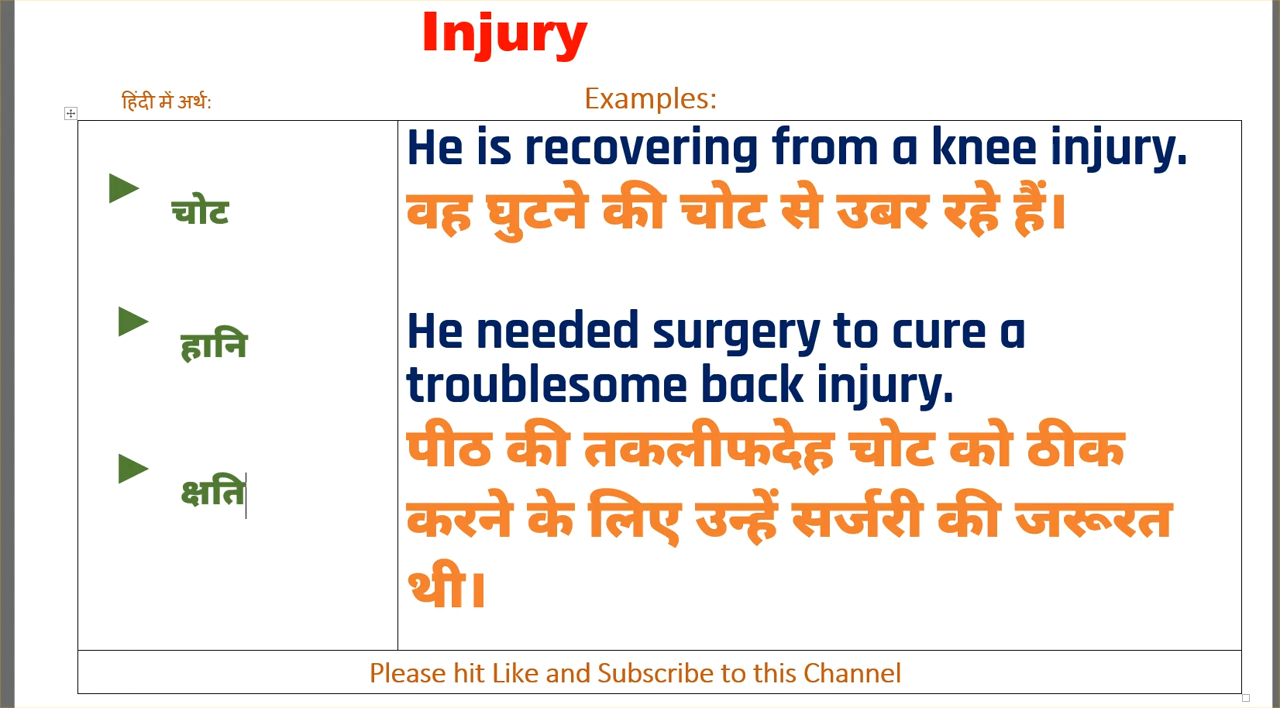 Injury
हिंदी में अर्थ:
Examples:
▶ चोट
▶ हानि
▶ क्षति
He is recovering from a knee injury.
वह घुटने की चोट से उबर रहे हैं।
He needed surgery to cure a
troublesome back injury.
पीठ की तकलीफदेह चोट को ठीक
करने के लिए उन्हें सर्जरी की जरूरत
थी।
Please hit Like and Subscribe to this Channel